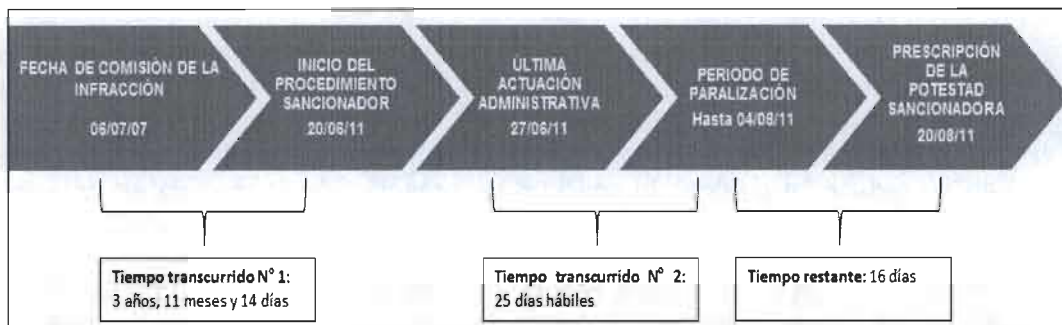 FECHA DE COMISIÓN DE LA
INFRACCIÓN
06/07/07
INICIO DEL
PROCEDIMIENTO
SANCIONADOR
20/06/11
ÚLTIMA
ACTUACIÓN
ADMINISTRATIVA
27/06/11
PERIODO DE
PARALIZACIÓN
Hasta 04/08/11
PRESCRIPCIÓN
DE LA
POTESTAD
SANCIONADORA
20/08/11
Tiempo transcurrido N° 1:
3 años, 11 meses y 14 días
Tiempo transcurrido N° 2:
25 días hábiles
Tiempo restante: 16 días